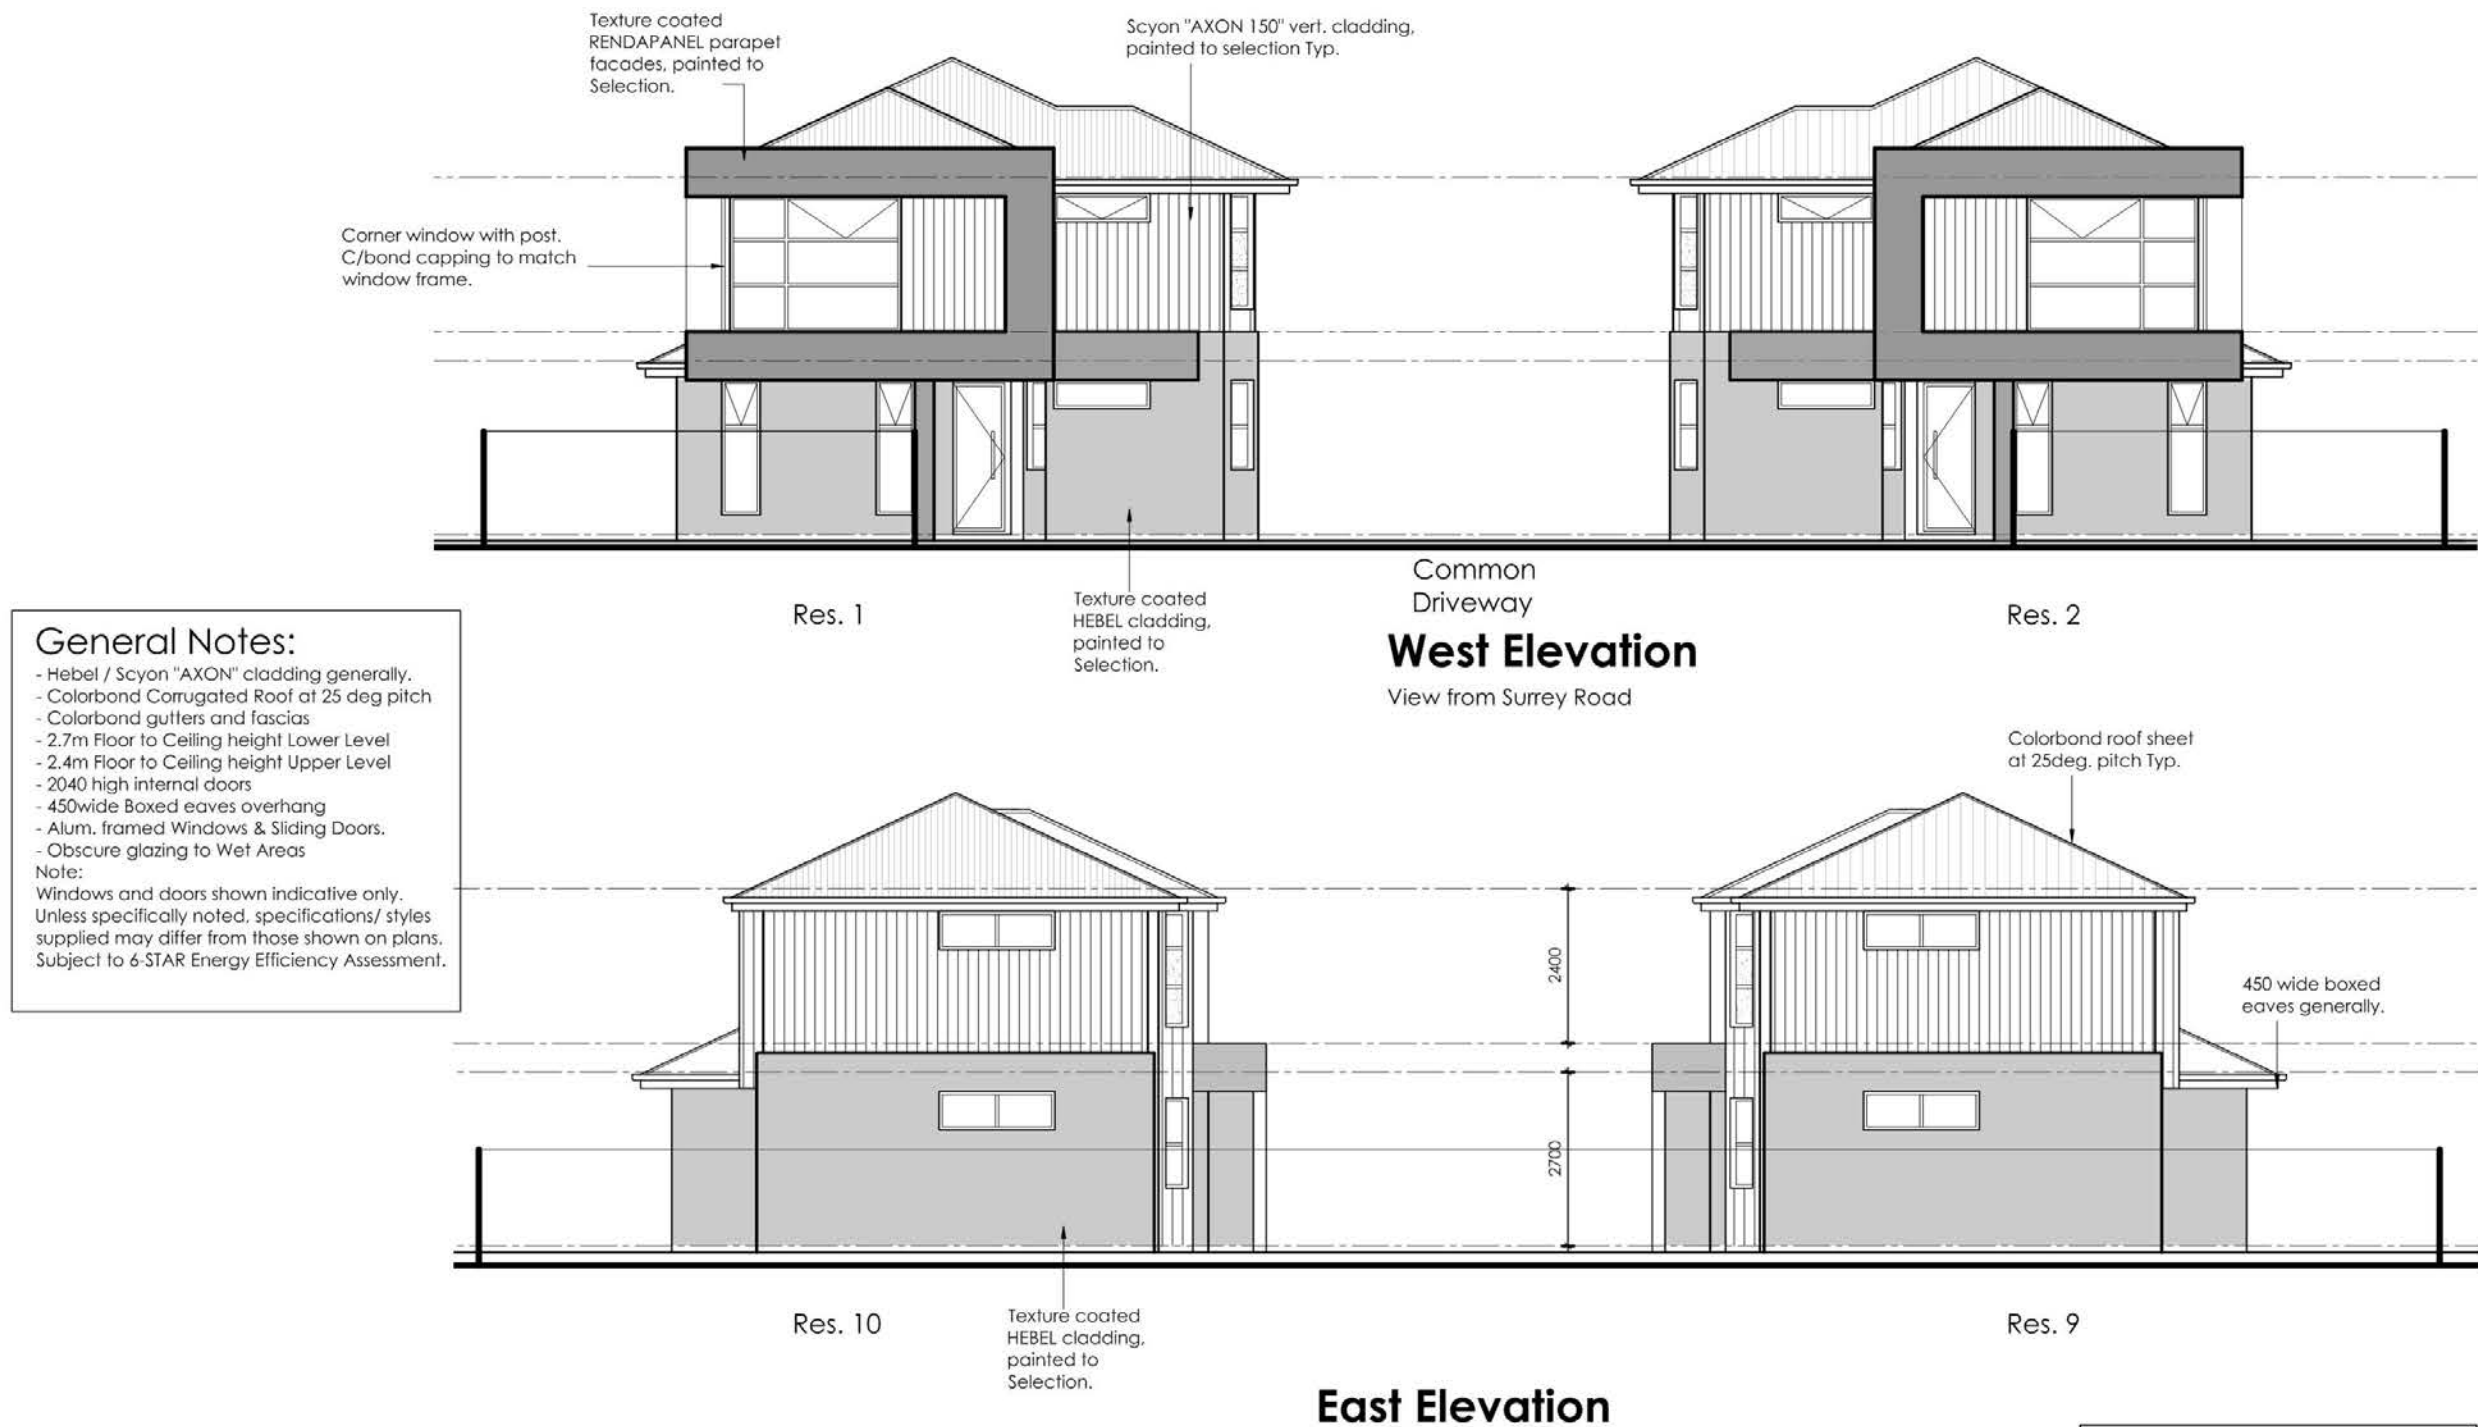 Texture coated
RENDAPANEL parapet
facades, painted to
Selection.
Scyon "AXON 150" vert. cladding,
painted to selection Typ.
Corner window with post.
C/bond capping to match
window frame.
Common
Driveway
Res. 1
Texture coated
HEBEL cladding,
painted to
Selection.
Res. 2
West Elevation
View from Surrey Road
General Notes:
- Hebel / Scyon "AXON" cladding generally.
- Colorbond Corrugated Roof at 25 deg pitch
- Colorbond gutters and fascias
- 2.7m Floor to Ceiling height Lower Level
- 2.4m Floor to Ceiling height Upper Level
- 2040 high internal doors
- 450wide Boxed eaves overhang
- Alum. framed Windows & Sliding Doors.
- Obscure glazing to Wet Areas
Note:
Windows and doors shown indicative only.
Unless specifically noted, specifications/ styles
supplied may differ from those shown on plans.
Subject to 6-STAR Energy Efficiency Assessment.
Colorbond roof sheet
at 25deg. pitch Typ.
2400
450 wide boxed
eaves generally.
2700
Res. 10
Texture coated
HEBEL cladding,
painted to
Selection.
Res. 9
East Elevation